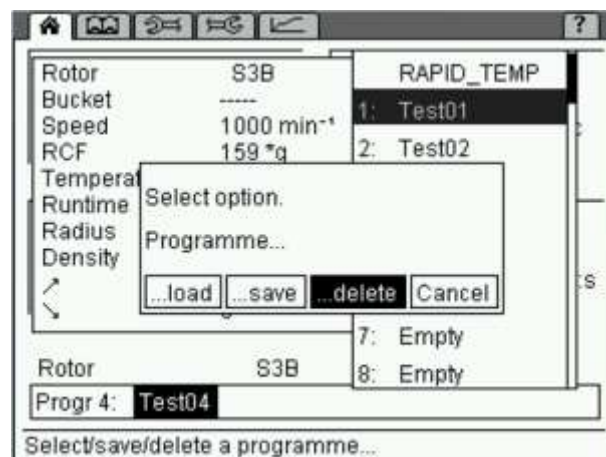 ?
Rotor S3B
Bucket -----
Speed 1000 min⁻¹
RCF 159 *g
Temperat
Runtime
Radius
Density
RAPID_TEMP
1: Test01
2: Test02
Select option.
Programme...
...load ...save ...delete Cancel
7: Empty
8: Empty
Rotor S3B
Progr 4: Test04
Select/save/delete a programme...